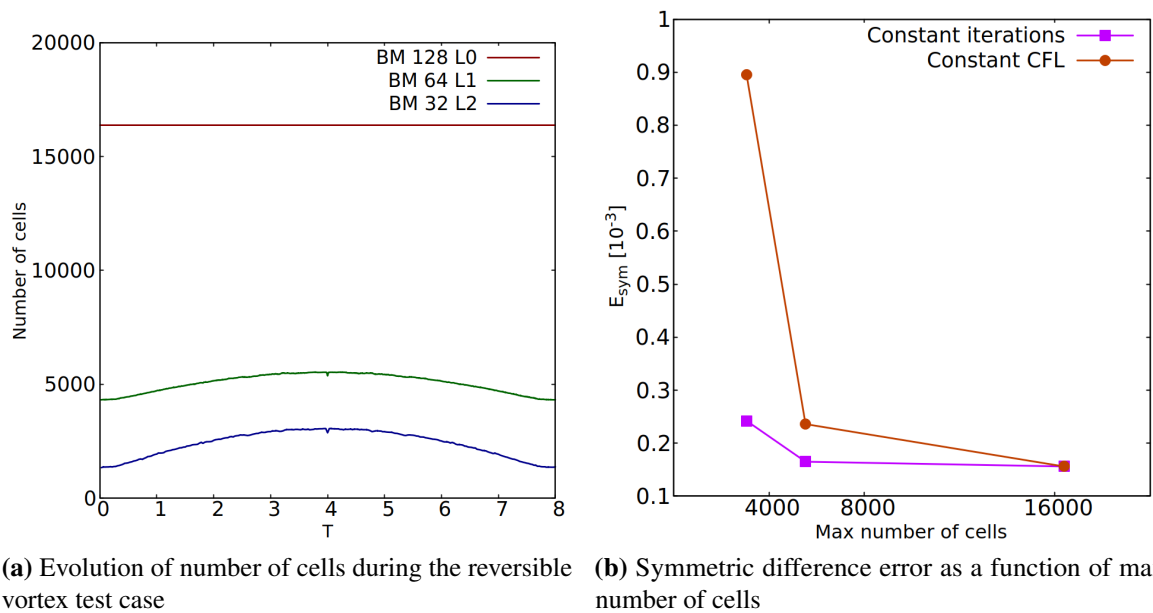 20000
15000
10000
5000
0
Number of cells
BM 128 L0
BM 64 L1
BM 32 L2
0 1 2 3 4 5 6 7 8
T
(a) Evolution of number of cells during the reversible
vortex test case
1
0.9
0.8
0.7
0.6
0.5
0.4
0.3
0.2
0.1
E_sym [10^-3]
Constant iterations
Constant CFL
4000 8000 16000
Max number of cells
(b) Symmetric difference error as a function of ma
number of cells